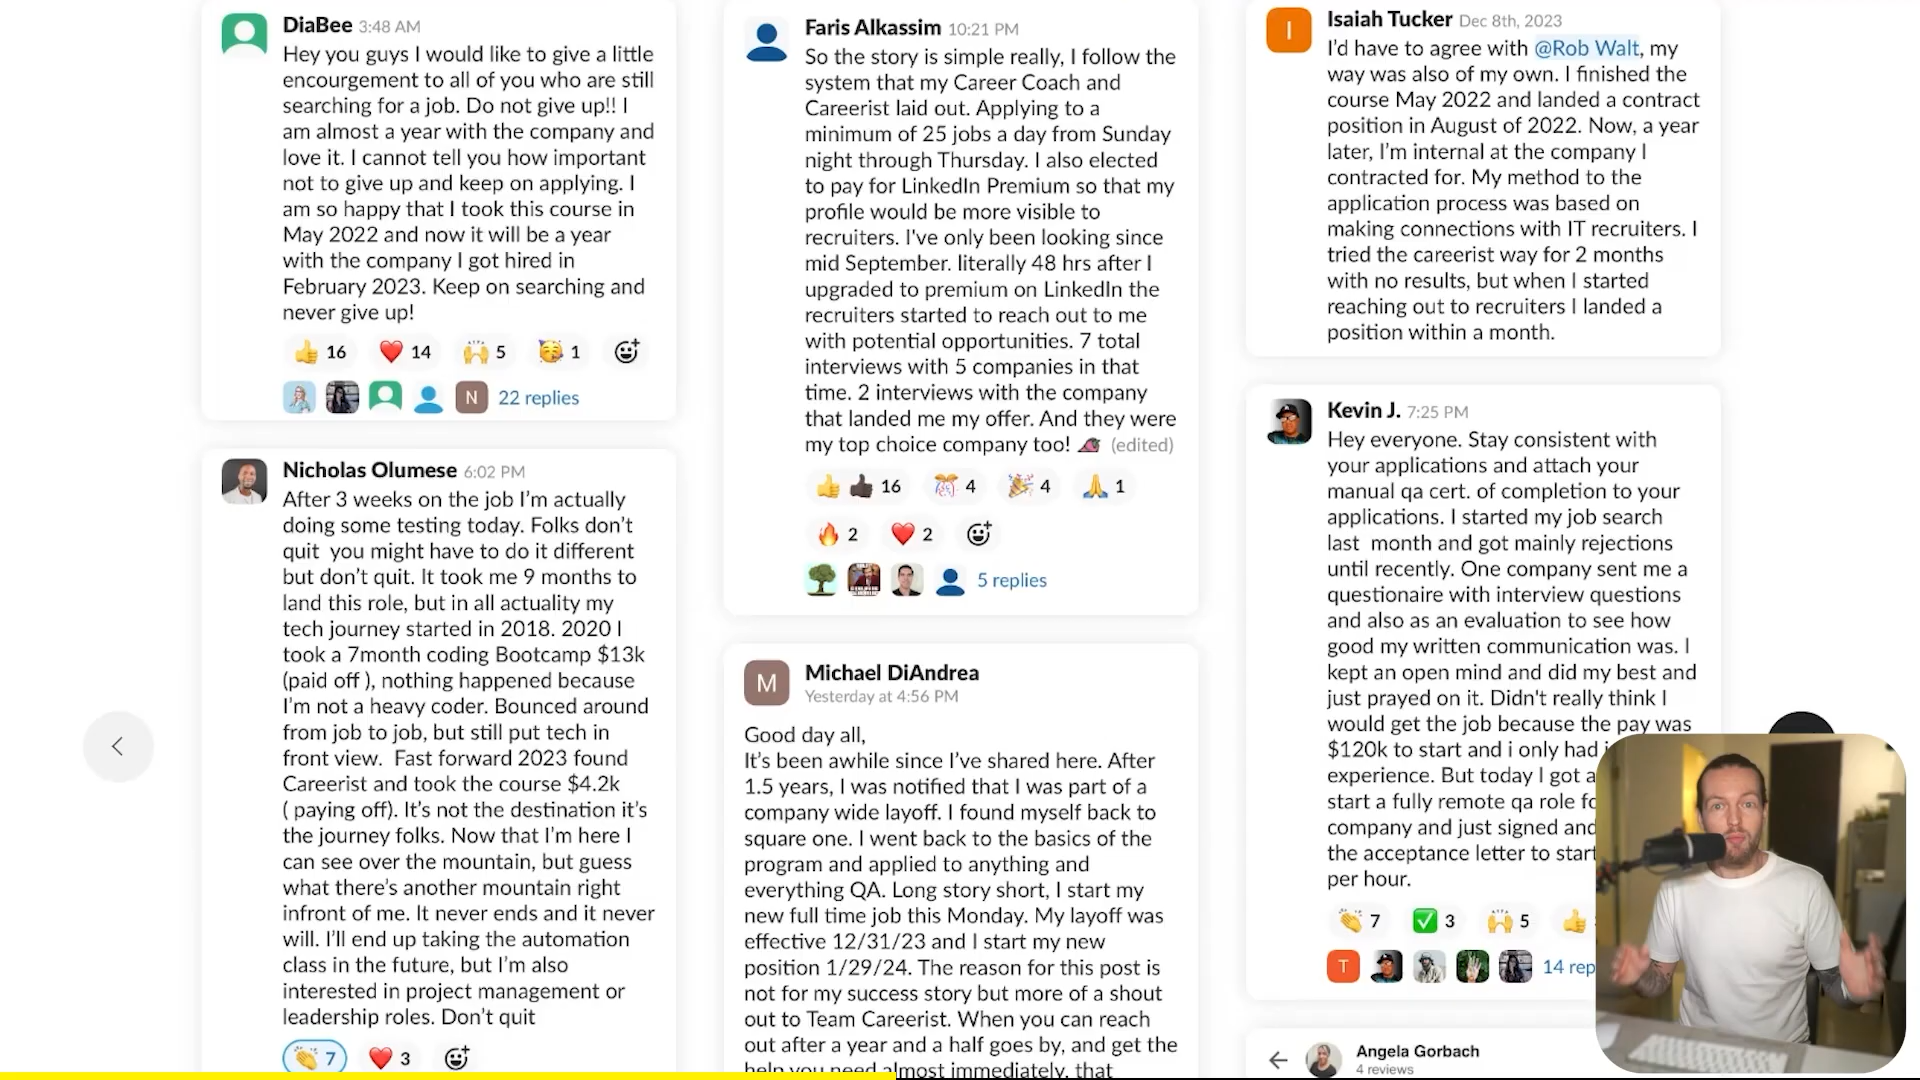 DiaBee 3:48 AM
Hey you guys I would like to give a little
encourgement to all of you who are still
searching for a job. Do not give up!! I
am almost a year with the company and
love it. I cannot tell you how important
not to give up and keep on applying. I
am so happy that I took this course in
May 2022 and now it will be a year
with the company I got hired in
February 2023. Keep on searching and
never give up!
16 14 5 1
N 22 replies
Nicholas Olumese 6:02 PM
After 3 weeks on the job I'm actually
doing some testing today. Folks don't
quit you might have to do it different
but don't quit. It took me 9 months to
land this role, but in all actuality my
tech journey started in 2018. 2020 I
took a 7month coding Bootcamp $13k
(paid off ), nothing happened because
I'm not a heavy coder. Bounced around
from job to job, but still put tech in
front view. Fast forward 2023 found
Careerist and took the course $4.2k
( paying off). It's not the destination it's
the journey folks. Now that I'm here I
can see over the mountain, but guess
what there's another mountain right
infront of me. It never ends and it never
will. I'll end up taking the automation
class in the future, but I'm also
interested in project management or
leadership roles. Don't quit
7 3
Faris Alkassim 10:21 PM
So the story is simple really, I follow the
system that my Career Coach and
Careerist laid out. Applying to a
minimum of 25 jobs a day from Sunday
night through Thursday. I also elected
to pay for LinkedIn Premium so that my
profile would be more visible to
recruiters. I've only been looking since
mid September. literally 48 hrs after I
upgraded to premium on LinkedIn the
recruiters started to reach out to me
with potential opportunities. 7 total
interviews with 5 companies in that
time. 2 interviews with the company
that landed me my offer. And they were
my top choice company too! (edited)
16 4 4 1
2 2
5 replies
M Michael DiAndrea
Yesterday at 4:56 PM
Good day all,
It's been awhile since I've shared here. After
1.5 years, I was notified that I was part of a
company wide layoff. I found myself back to
square one. I went back to the basics of the
program and applied to anything and
everything QA. Long story short, I start my
new full time job this Monday. My layoff was
effective 12/31/23 and I start my new
position 1/29/24. The reason for this post is
not for my success story but more of a shout
out to Team Careerist. When you can reach
out after a year and a half goes by, and get the
help you need almost immediately, that
I Isaiah Tucker Dec 8th, 2023
I'd have to agree with @Rob Walt, my
way was also of my own. I finished the
course May 2022 and landed a contract
position in August of 2022. Now, a year
later, I'm internal at the company I
contracted for. My method to the
application process was based on
making connections with IT recruiters. I
tried the careerist way for 2 months
with no results, but when I started
reaching out to recruiters I landed a
position within a month.
Kevin J. 7:25 PM
Hey everyone. Stay consistent with
your applications and attach your
manual qa cert. of completion to your
applications. I started my job search
last month and got mainly rejections
until recently. One company sent me a
questionaire with interview questions
and also as an evaluation to see how
good my written communication was. I
kept an open mind and did my best and
just prayed on it. Didn't really think I
would get the job because the pay was
$120k to start and i only had
experience. But today I got a
start a fully remote qa role
company and just signed and
the acceptance letter to start
per hour.
7 3 5
T 14
Angela Gorbach
4 reviews